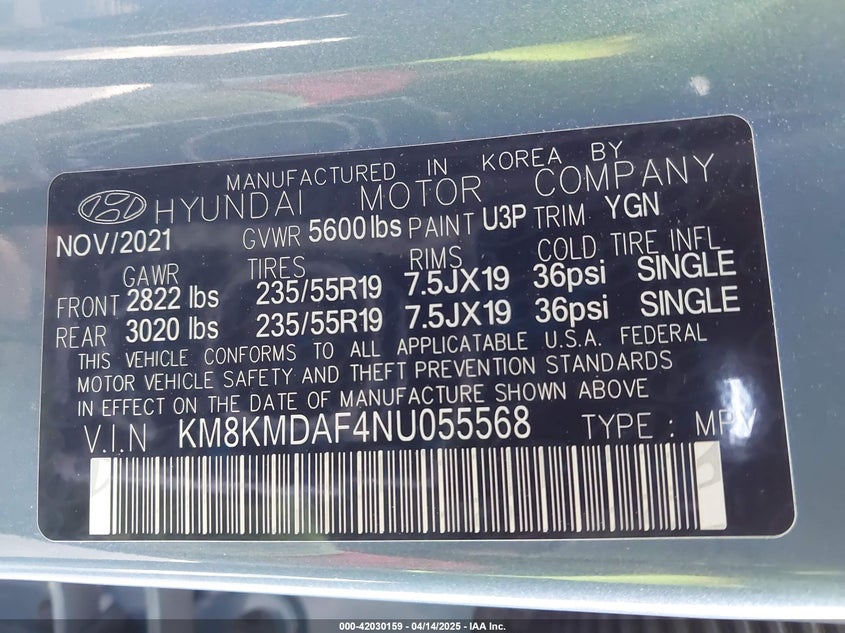 MANUFACTURED IN KOREA BY
HYUNDAI MOTOR COMPANY
NOV/2021 GVWR 5600 lbs PAINT U3P TRIM YGN
GAWR TIRES RIMS COLD TIRE INFL
FRONT 2822 lbs 235/55R19 7.5JX19 36psi SINGLE
REAR 3020 lbs 235/55R19 7.5JX19 36psi SINGLE
THIS VEHICLE CONFORMS TO ALL APPLICATABLE U.S.A. FEDERAL
MOTOR VEHICLE SAFETY AND THEFT PREVENTION STANDARDS
IN EFFECT ON THE DATE OF MANUFACTURE SHOWN ABOVE
V.I.N KM8KMDAF4NU055568 TYPE : MPV
000-42030159 - 04/14/2025 - IAA Inc.